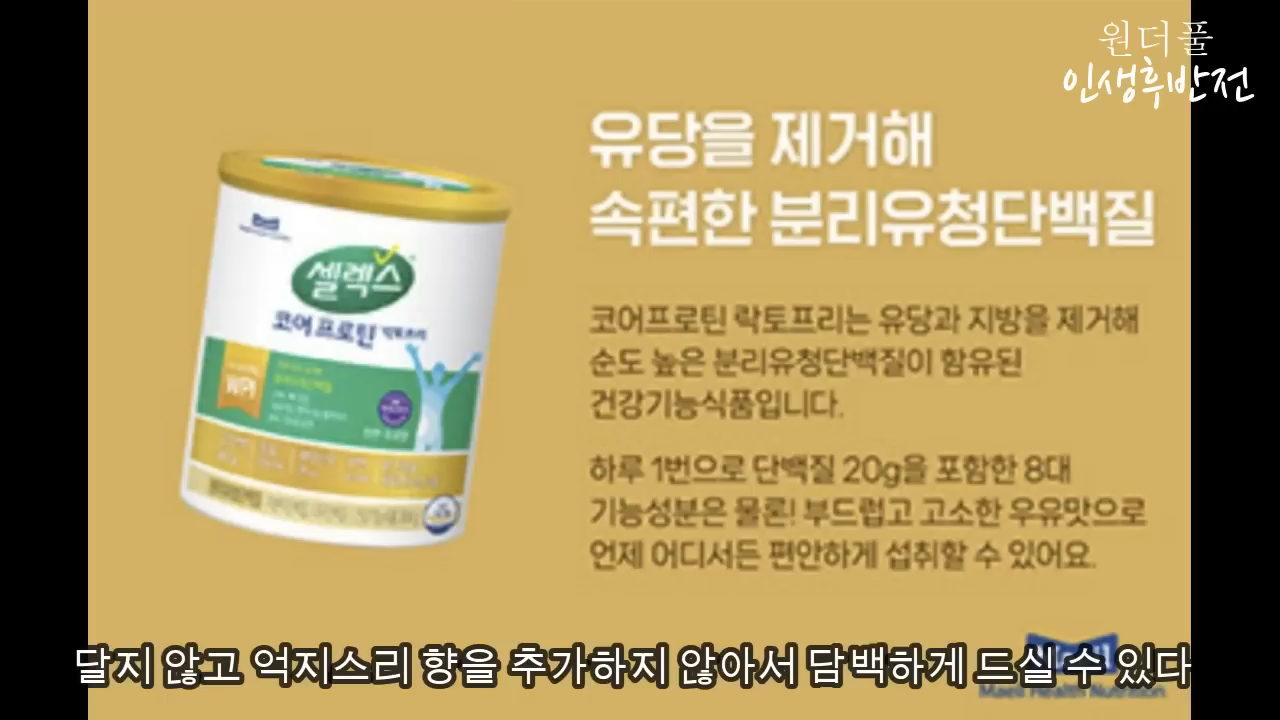 원더풀
인생후반전
유당을 제거해
속편한 분리유청단백질
셀렉스
코어프로틴 락토프리
WPI
코어프로틴 락토프리는 유당과 지방을 제거해
순도 높은 분리유청단백질이 함유된
건강기능식품입니다.
하루 1번으로 단백질 20g을 포함한 8대
기능성분은 물론! 부드럽고 고소한 우유맛으로
언제 어디서든 편안하게 섭취할 수 있어요.
달지 않고 억지스리 향을 추가하지 않아서 담백하게 드실 수 있다
Maeil Health Nutrition